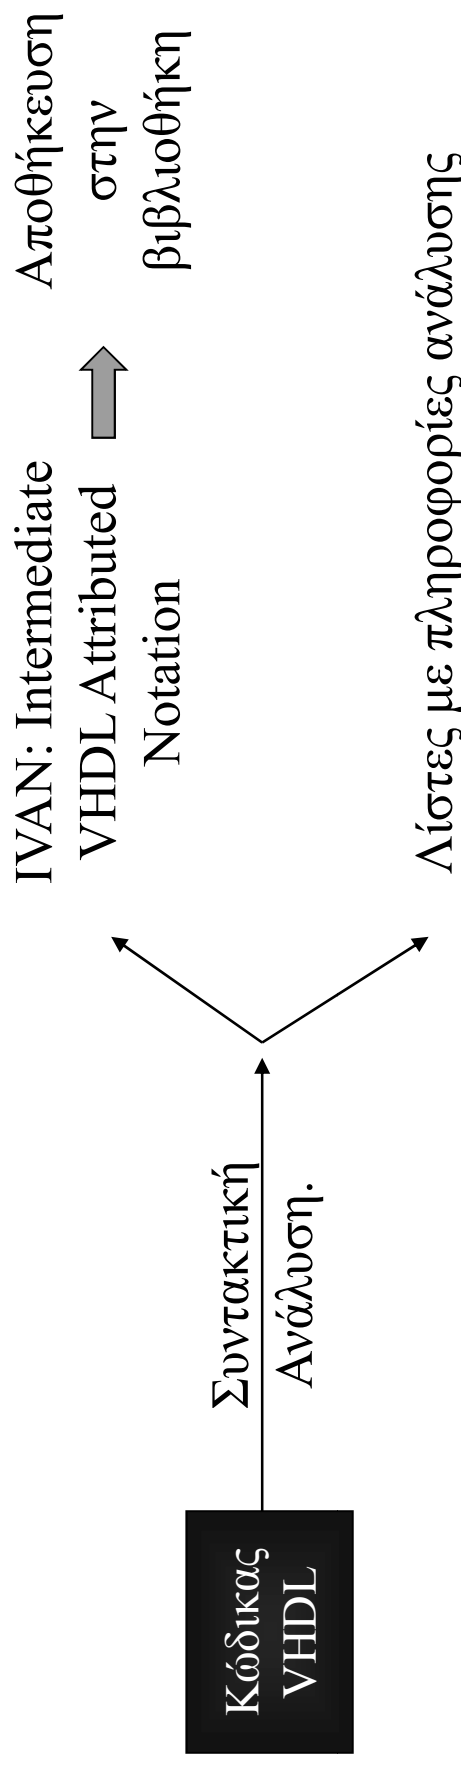 Κώδικας
VHDL
Συντακτική
Ανάλυση.
IVAN: Intermediate
VHDL Attributed
Notation
Αποθήκευση
στην
βιβλιοθήκη
Λίστες με πληροφορίες ανάλυσης